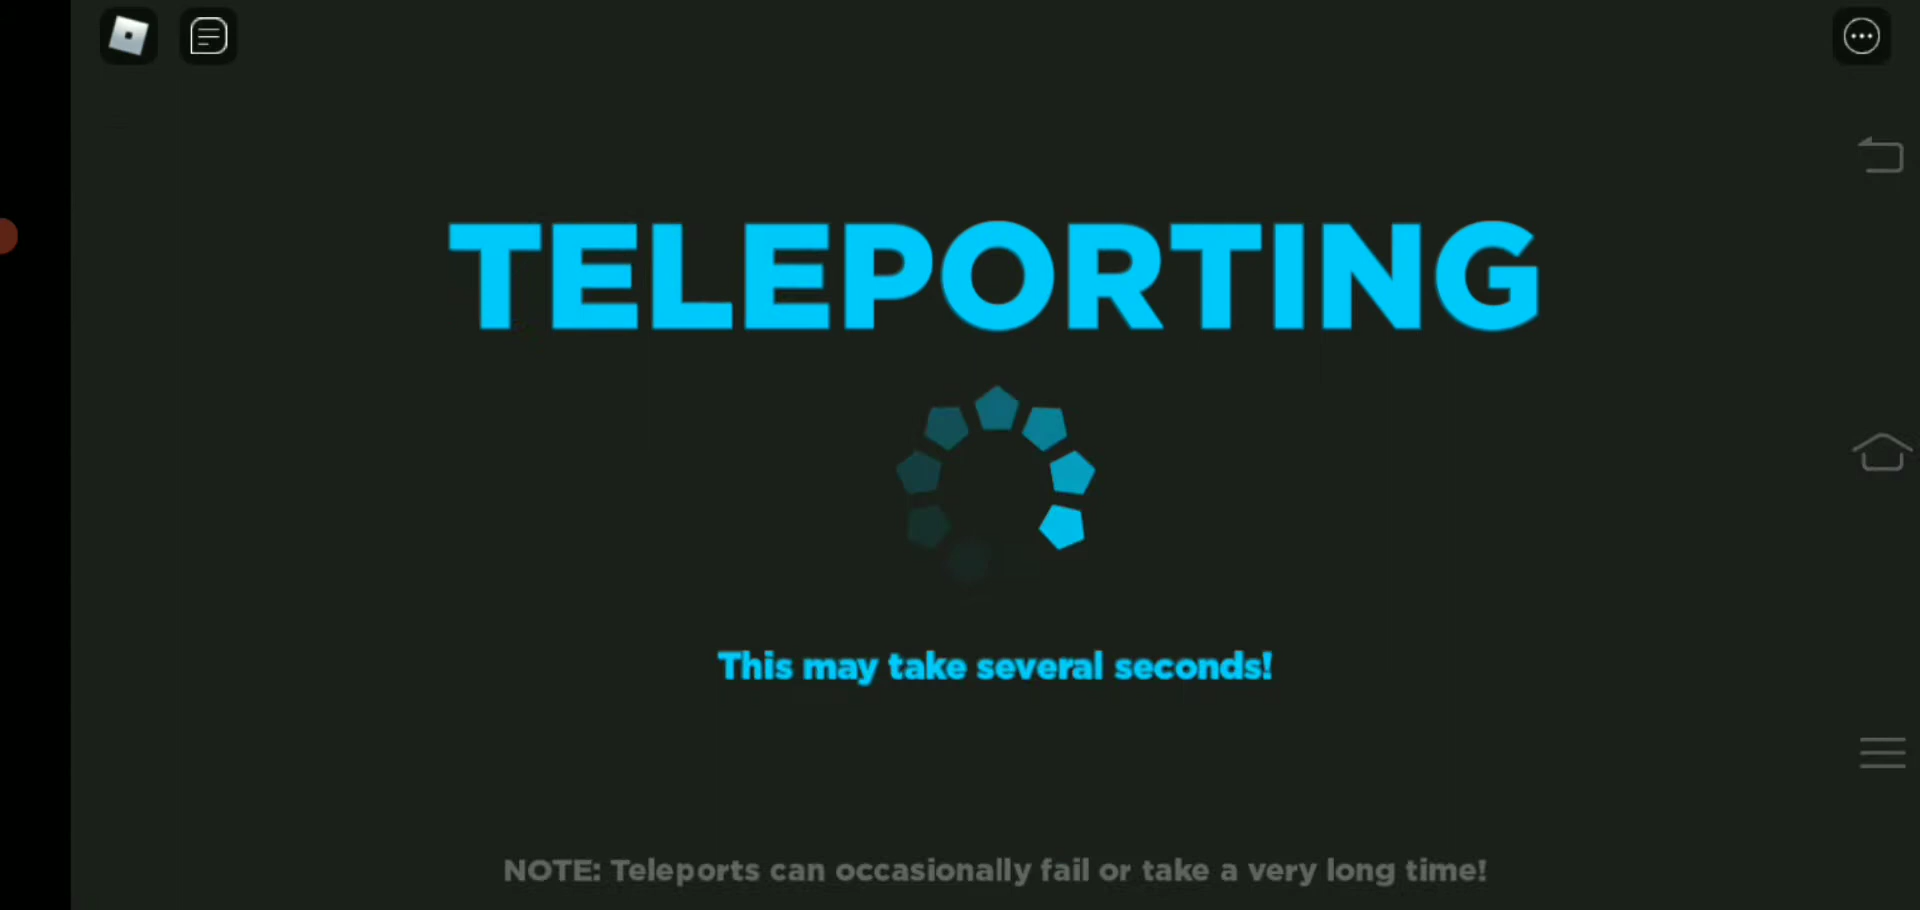 TELEPORTING
This may take several seconds!
NOTE: Teleports can occasionally fail or take a very long time!